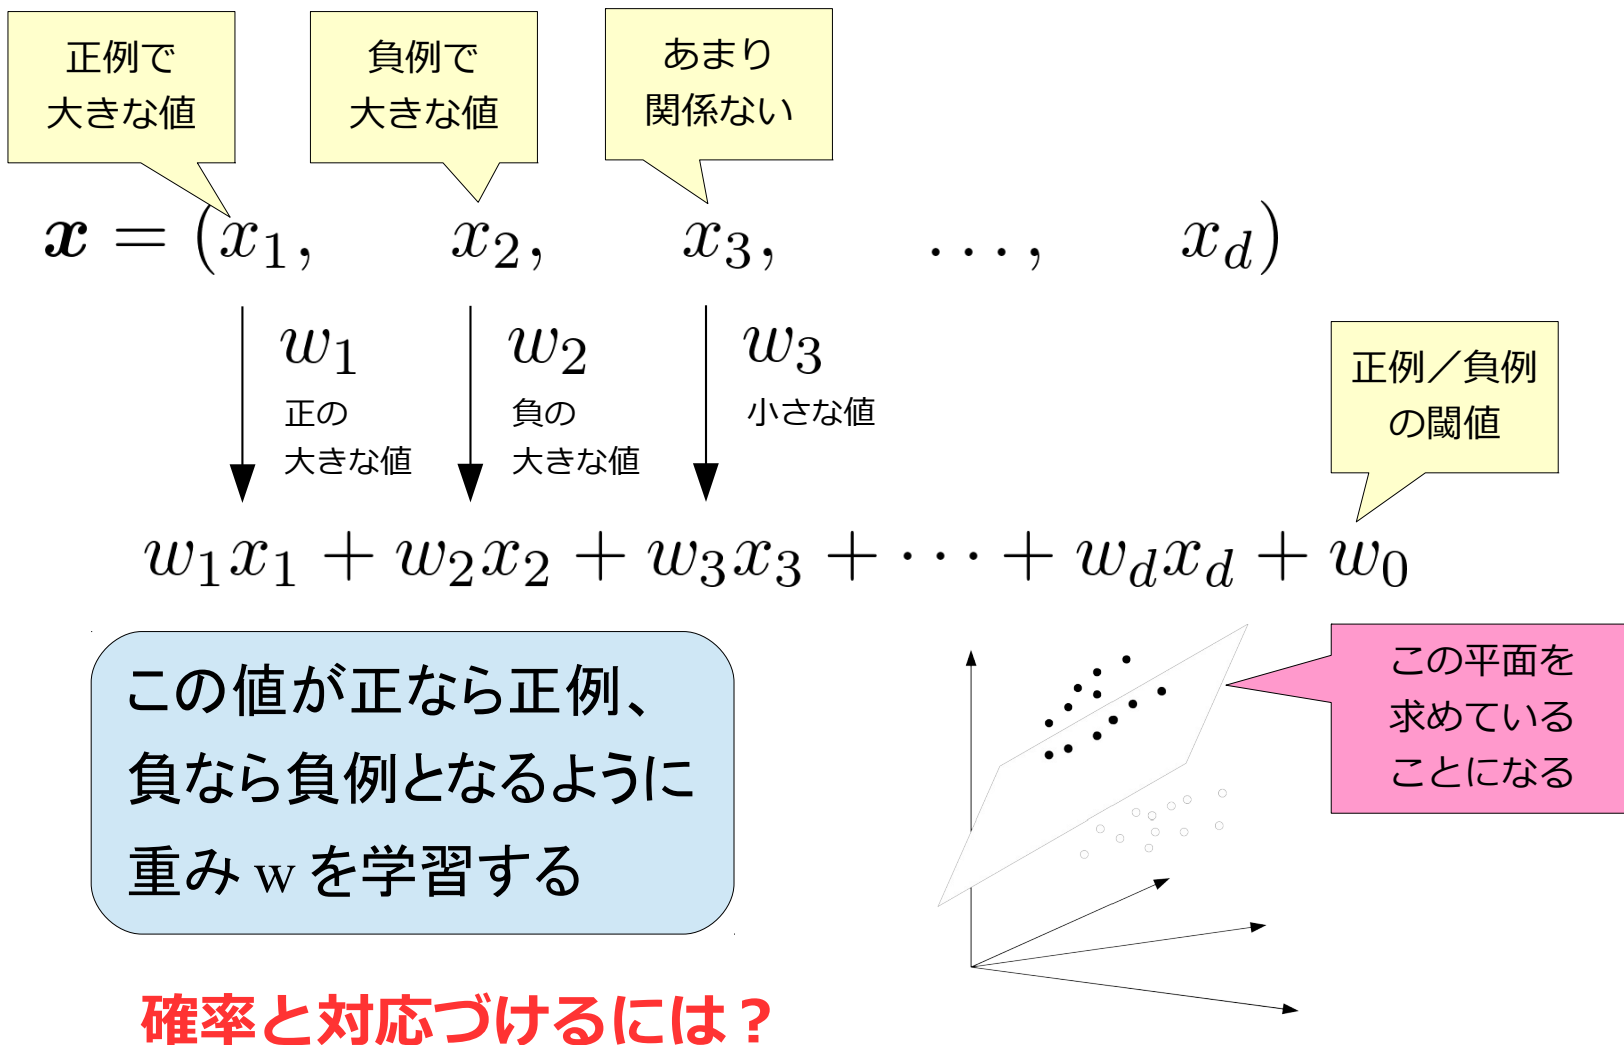 正例で
大きな値
負例で
大きな値
あまり
関係ない
x = (x₁, x₂, x₃, ..., x_d)
w₁
正の
大きな値
w₂
負の
大きな値
w₃
小さな値
正例／負例
の閾値
w₁x₁ + w₂x₂ + w₃x₃ + ··· + w_dx_d + w₀
この値が正なら正例、
負なら負例となるように
重み w を学習する
この平面を
求めている
ことになる
確率と対応づけるには？